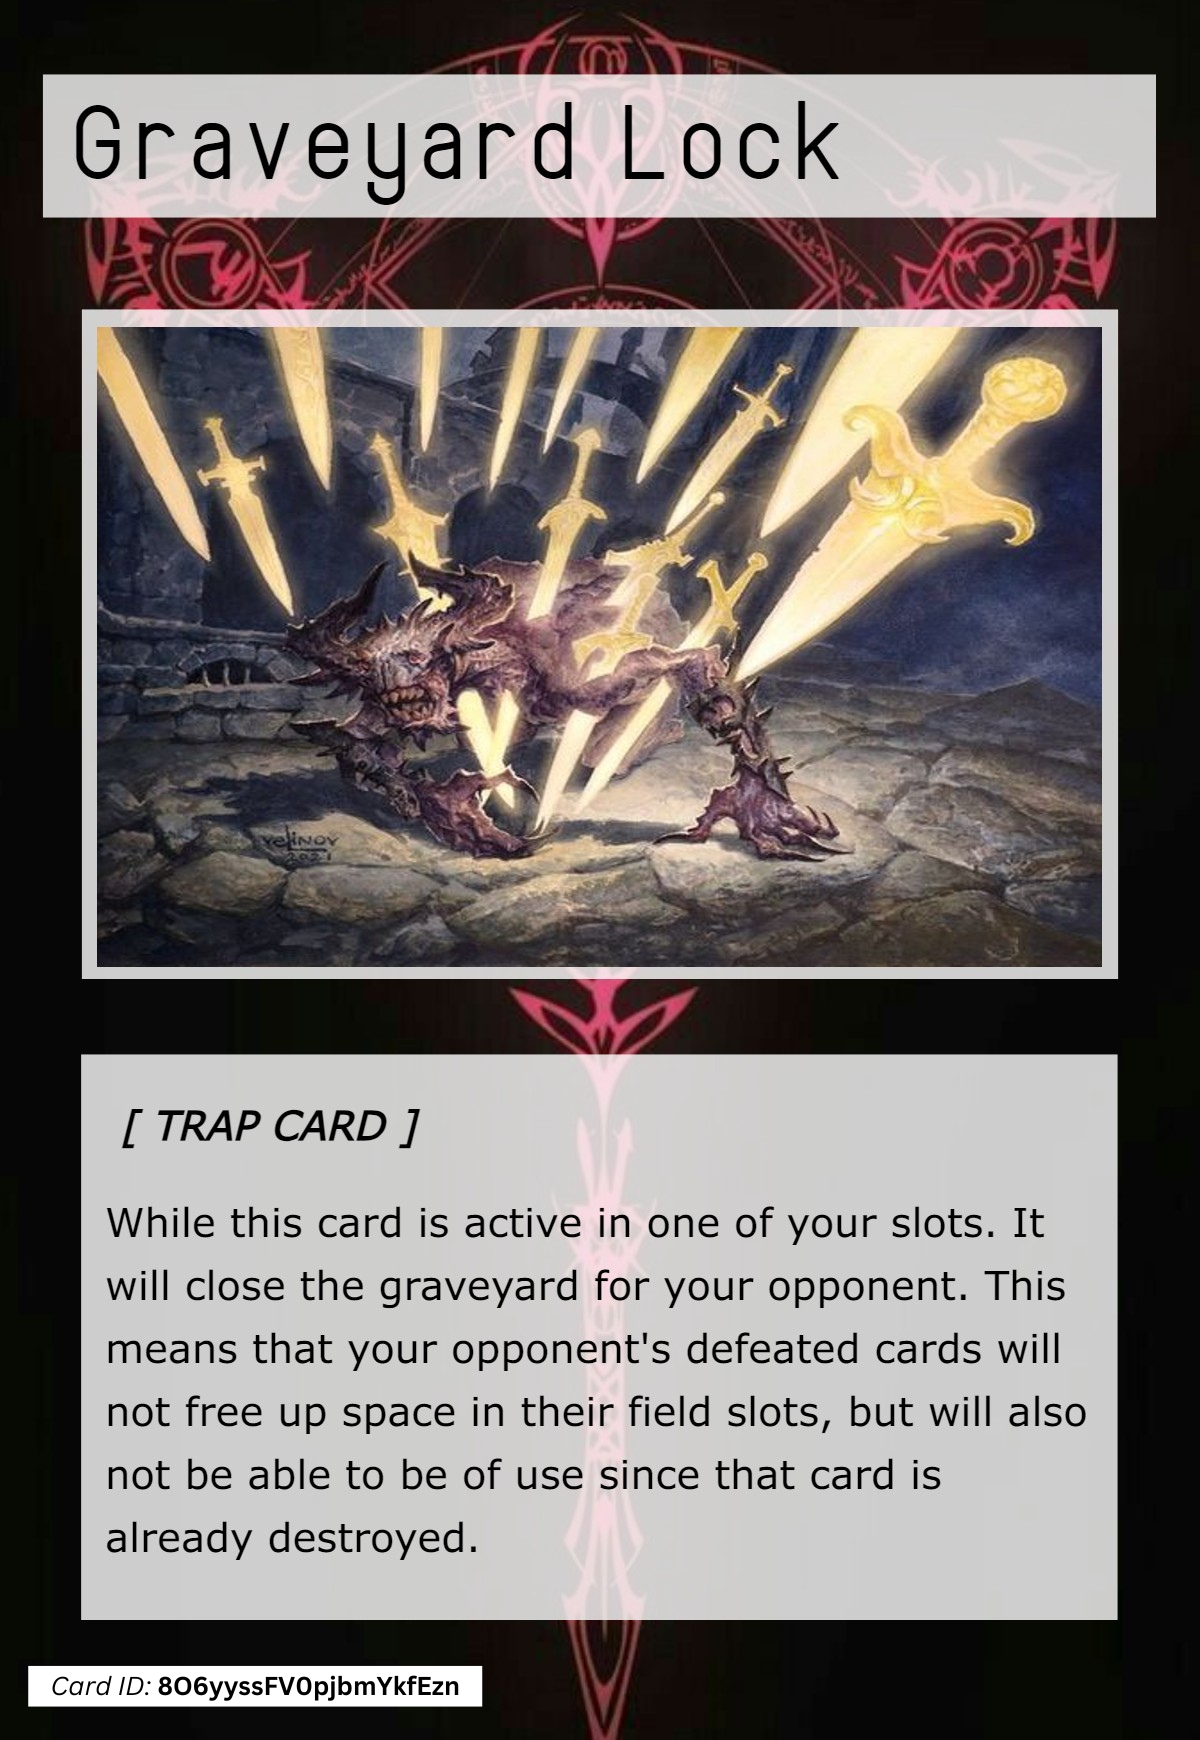 Graveyard Lock
velinov
2021
[ TRAP CARD ]
While this card is active in one of your slots. It
will close the graveyard for your opponent. This
means that your opponent's defeated cards will
not free up space in their field slots, but will also
not be able to be of use since that card is
already destroyed.
Card ID: 8O6yyssFV0pjbmYkfEzn